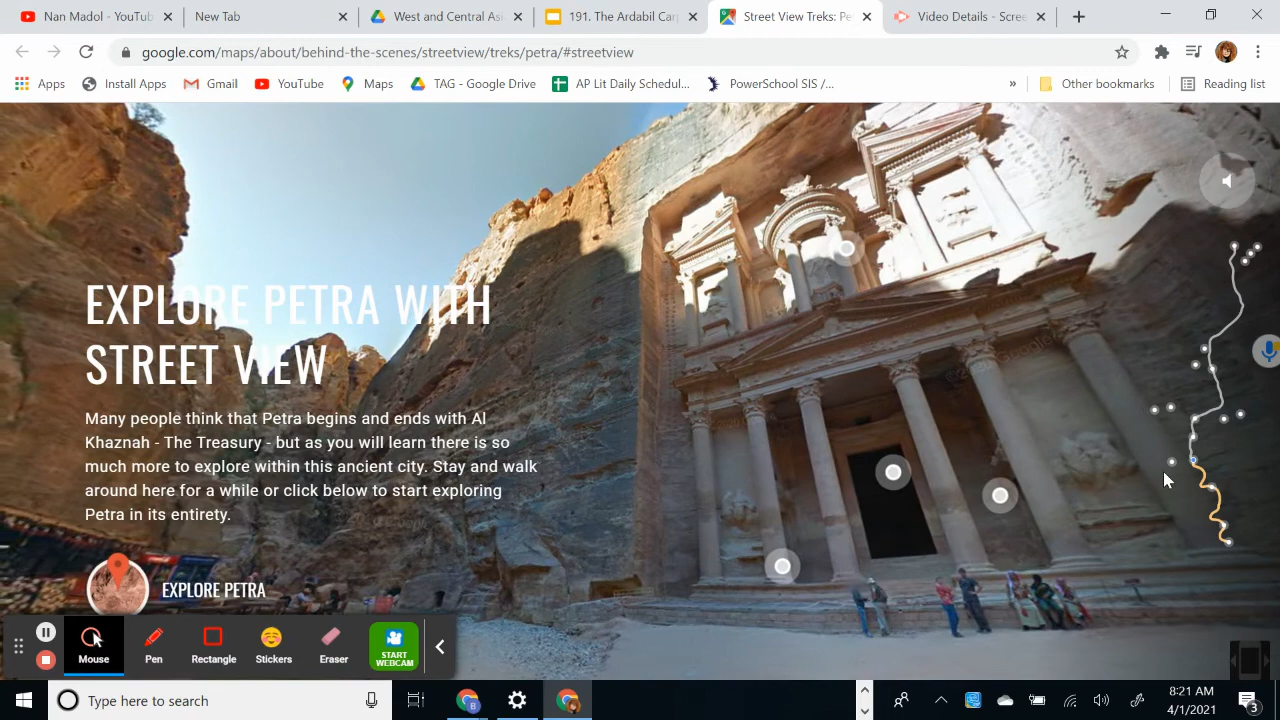 Nan Madol - YouTub
New Tab
West and Central Asi
191. The Ardabil Carp
Street View Treks: Pe
Video Details - Scree
google.com/maps/about/behind-the-scenes/streetview/treks/petra/#streetview
Apps
Install Apps
Gmail
YouTube
Maps
TAG - Google Drive
AP Lit Daily Schedul...
PowerSchool SIS /...
»
Other bookmarks
Reading list
EXPLORE PETRA WITH
STREET VIEW
Many people think that Petra begins and ends with Al
Khaznah - The Treasury - but as you will learn there is so
much more to explore within this ancient city. Stay and walk
around here for a while or click below to start exploring
Petra in its entirety.
EXPLORE PETRA
Mouse
Pen
Rectangle
Stickers
Eraser
START
WEBCAM
Type here to search
8:21 AM
4/1/2021
3